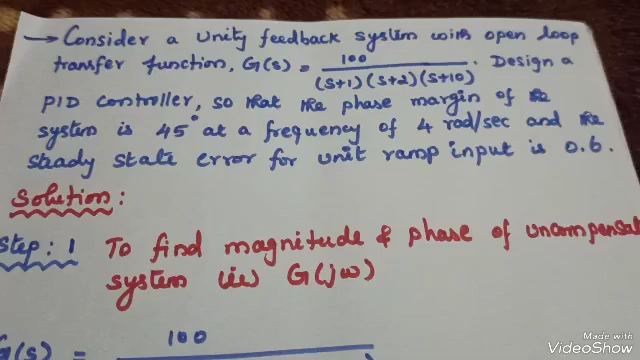 → Consider a unity feedback system with open loop
transfer function, G(s) = 100 / (s+1)(s+2)(s+10). Design a
PID controller, so that the phase margin of the
system is 45° at a frequency of 4 rad/sec and the
steady state error for unit ramp input is 0.6.
Solution:
Step: 1 To find magnitude & phase of uncompensat
system (ie) G(jω)
G(s) = 100
Made with
VideoShow